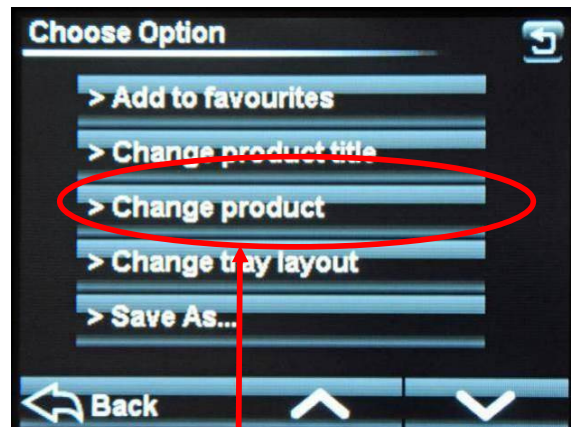 Choose Option
> Add to favourites
> Change product title
> Change product
> Change tray layout
> Save As...
Back